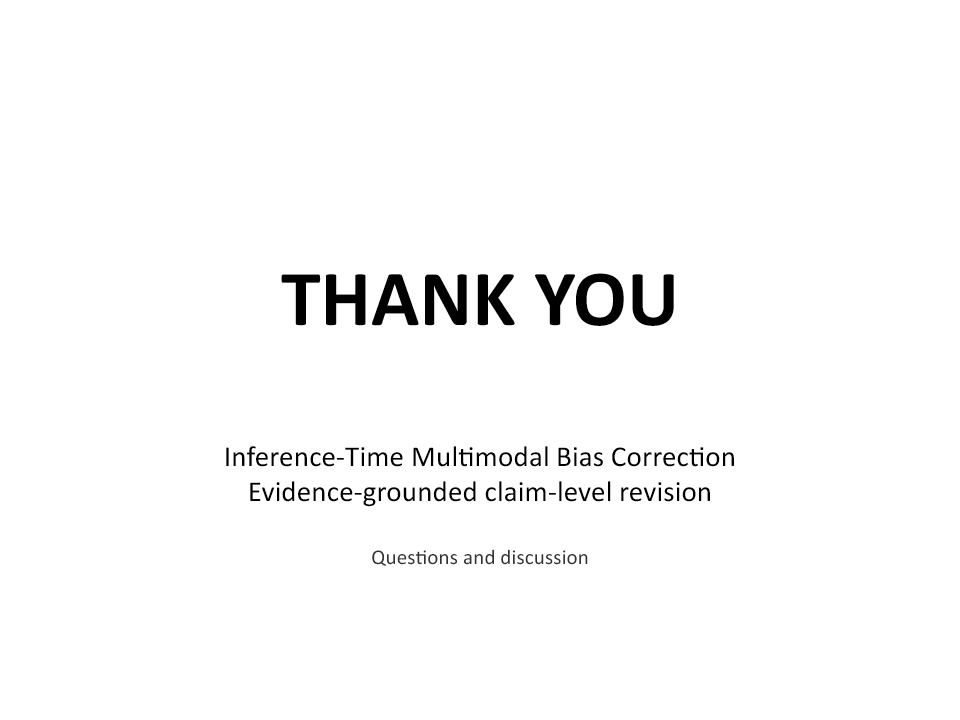 THANK YOU
Inference-Time Multimodal Bias Correction
Evidence-grounded claim-level revision
Questions and discussion